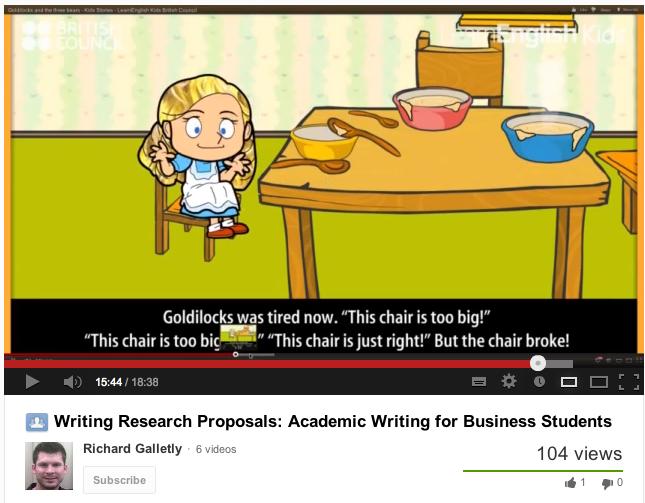 Goldilocks and the three bears - Kids Stories - LearnEnglish Kids British Council
BRITISH
COUNCIL
LearnEnglish Kids
Goldilocks was tired now. “This chair is too big!”
“This chair is too big ” “This chair is just right!” But the chair broke!
15:44 / 18:38
Writing Research Proposals: Academic Writing for Business Students
Richard Galletly · 6 videos
Subscribe
104 views
1 0